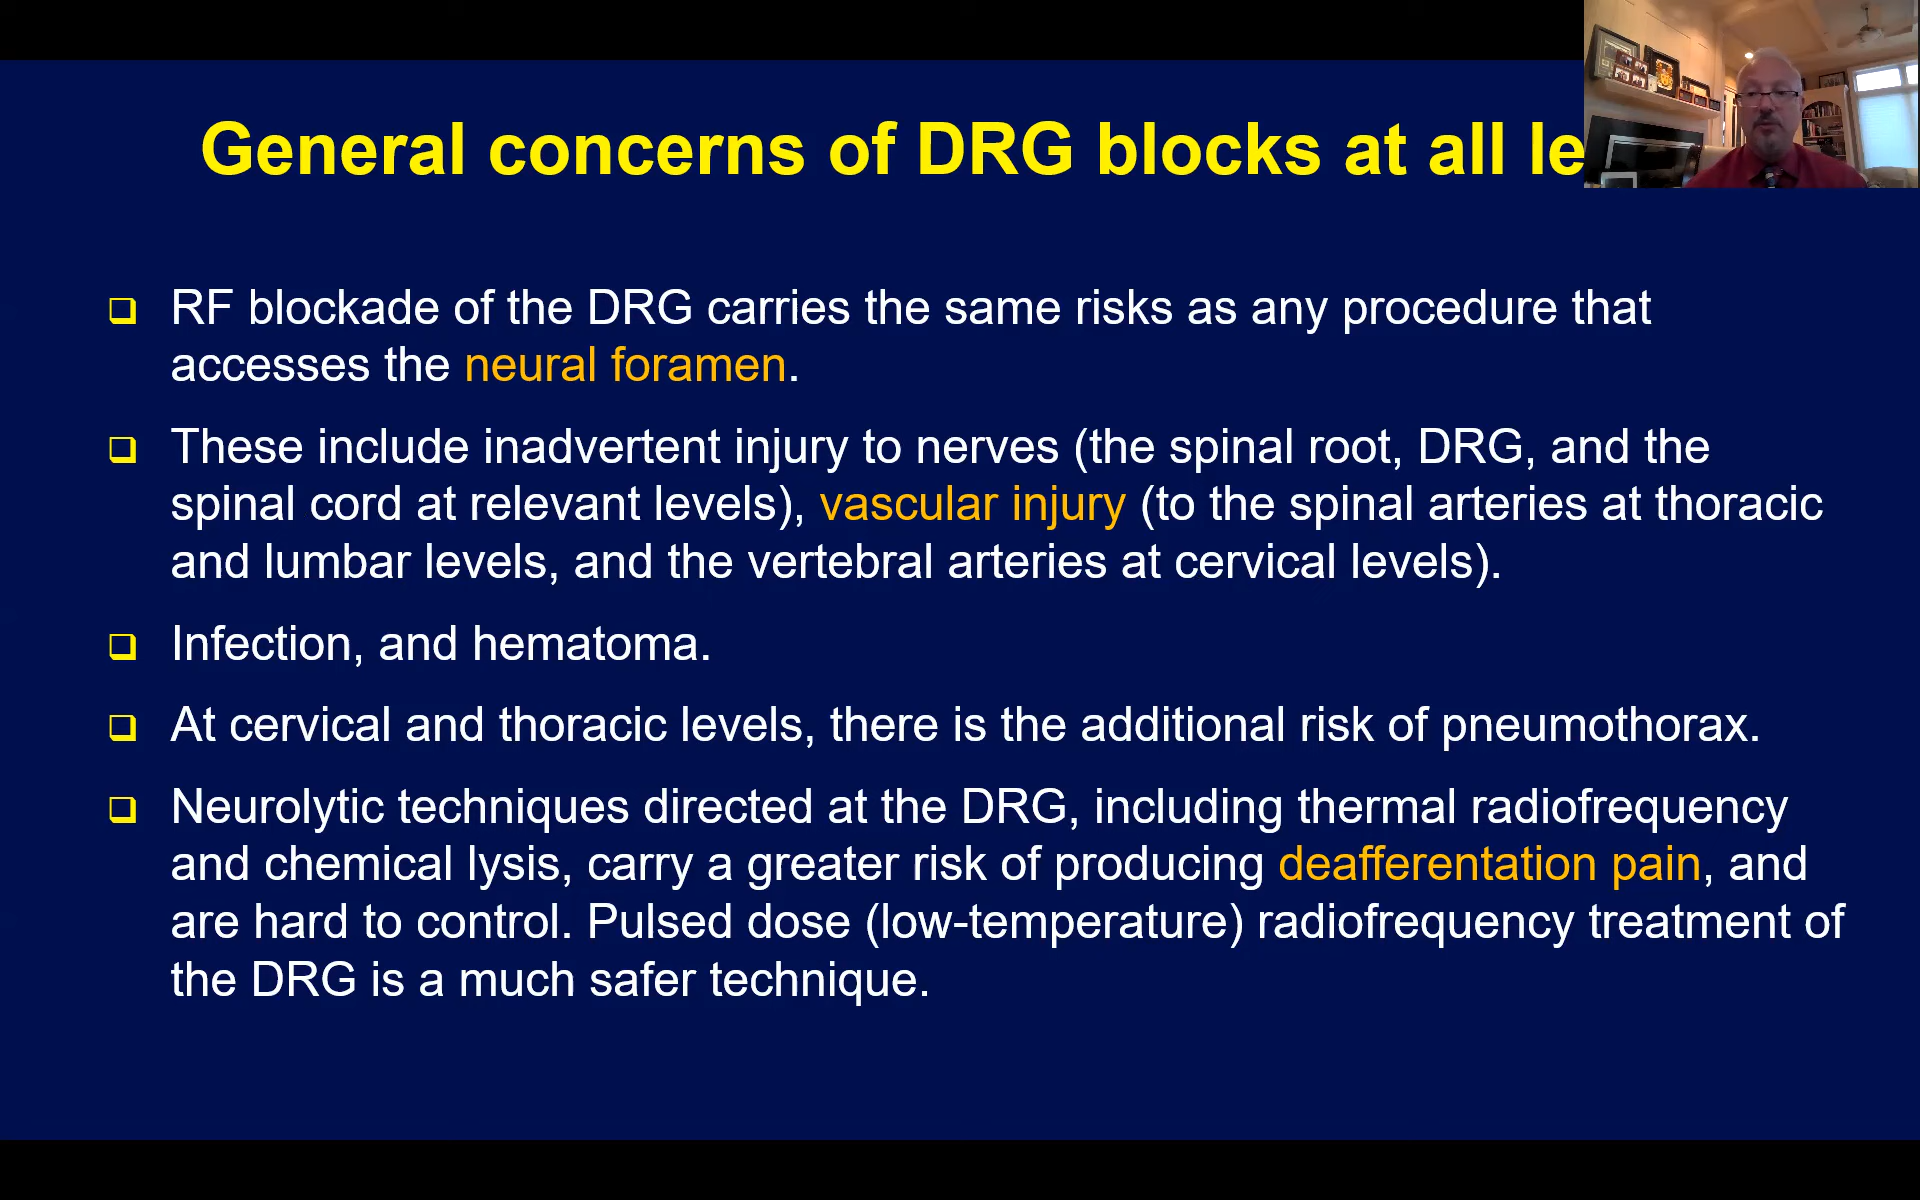 General concerns of DRG blocks at all
RF blockade of the DRG carries the same risks as any procedure that
accesses the neural foramen.
These include inadvertent injury to nerves (the spinal root, DRG, and the
spinal cord at relevant levels), vascular injury (to the spinal arteries at thoracic
and lumbar levels, and the vertebral arteries at cervical levels).
Infection, and hematoma.
At cervical and thoracic levels, there is the additional risk of pneumothorax.
Neurolytic techniques directed at the DRG, including thermal radiofrequency
and chemical lysis, carry a greater risk of producing deafferentation pain, and
are hard to control. Pulsed dose (low-temperature) radiofrequency treatment of
the DRG is a much safer technique.